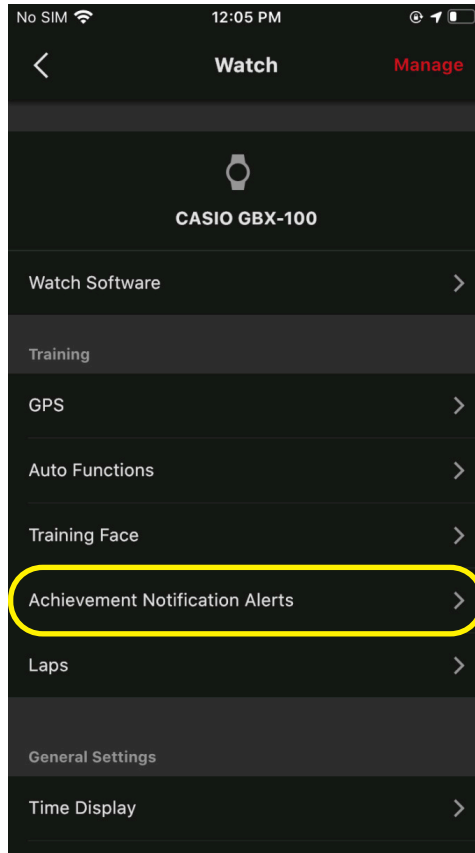 No SIM 12:05 PM
Watch Manage
CASIO GBX-100
Watch Software
Training
GPS
Auto Functions
Training Face
Achievement Notification Alerts
Laps
General Settings
Time Display